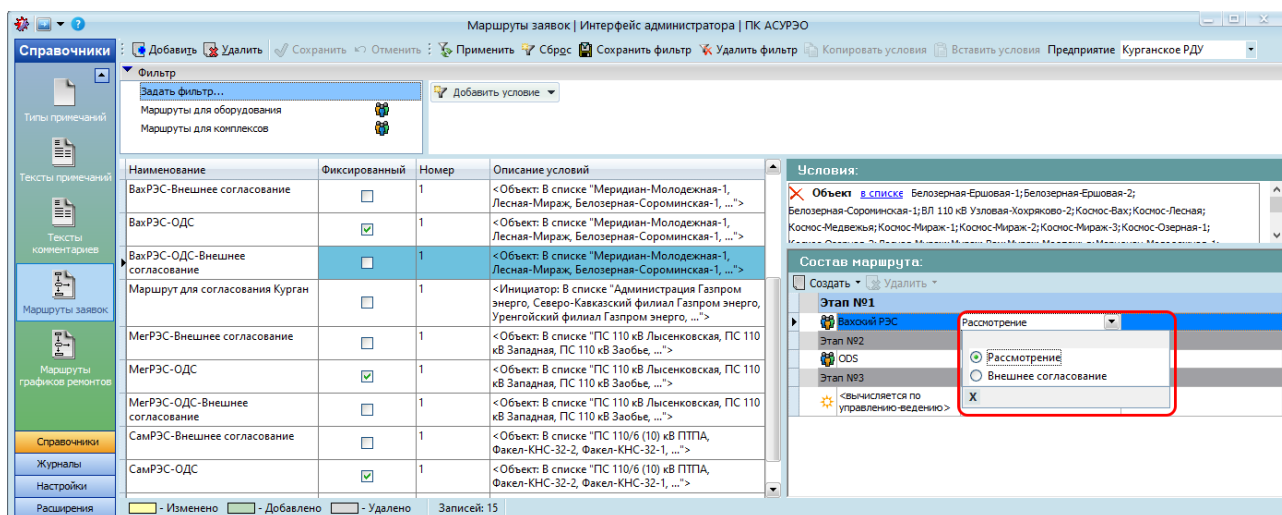 Маршруты заявок | Интерфейс администратора | ПК АСУРЭО
Справочники
Добавить Удалить Сохранить Отменить Применить Сброс Сохранить фильтр Удалить фильтр Копировать условия Вставить условия Предприятие Курганское РДУ
Типы примечаний
Тексты примечаний
Тексты
комментариев
Маршруты заявок
Маршруты
графиков ремонтов
Справочники
Журналы
Настройки
Расширения
Фильтр
Задать фильтр...
Маршруты для оборудования
Маршруты для комплексов
Добавить условие
Наименование Фиксированный Номер Описание условий
ВахРЭС-Внешнее согласование 1 <Объект: В списке "Меридиан-Молодежная-1,
Лесная-Мираж, Белозерная-Сороминская-1, ...">
ВахРЭС-ОДС 1 <Объект: В списке "Меридиан-Молодежная-1,
Лесная-Мираж, Белозерная-Сороминская-1, ...">
ВахРЭС-ОДС-Внешнее
согласование 1 <Объект: В списке "Меридиан-Молодежная-1,
Лесная-Мираж, Белозерная-Сороминская-1, ...">
Маршрут для согласования Курган 1 <Инициатор: В списке "Администрация Газпром
энерго, Северо-Кавказский филиал Газпром энерго,
Уренгойский филиал Газпром энерго, ...">
МегРЭС-Внешнее согласование 1 <Объект: В списке "ПС 110 кВ Лысенковская, ПС 110
кВ Западная, ПС 110 кВ Заобье, ...">
МегРЭС-ОДС 1 <Объект: В списке "ПС 110 кВ Лысенковская, ПС 110
кВ Западная, ПС 110 кВ Заобье, ...">
МегРЭС-ОДС-Внешнее
согласование 1 <Объект: В списке "ПС 110 кВ Лысенковская, ПС 110
кВ Западная, ПС 110 кВ Заобье, ...">
СамРЭС-Внешнее согласование 1 <Объект: В списке "ПС 110/6 (10) кВ ПТПА,
Факел-КНС-32-2, Факел-КНС-32-1, ...">
СамРЭС-ОДС 1 <Объект: В списке "ПС 110/6 (10) кВ ПТПА,
Факел-КНС-32-2, Факел-КНС-32-1, ...">
- Изменено - Добавлено - Удалено Записей: 15
Условия:
Объект в списке Белозерная-Ершовая-1;Белозерная-Ершовая-2;
Белозерная-Сороминская-1;ВЛ 110 кВ Узловая-Хохряково-2;Космос-Вах;Космос-Лесная;
Космос-Медвежья;Космос-Мираж-1;Космос-Мираж-2;Космос-Мираж-3;Космос-Озерная-1;
Состав маршрута:
Создать Удалить
Этап №1
Вахский РЭС Рассмотрение
Этап №2
ODS
Рассмотрение
Этап №3
Внешнее согласование
<вычисляется по
управлению-ведению>
X